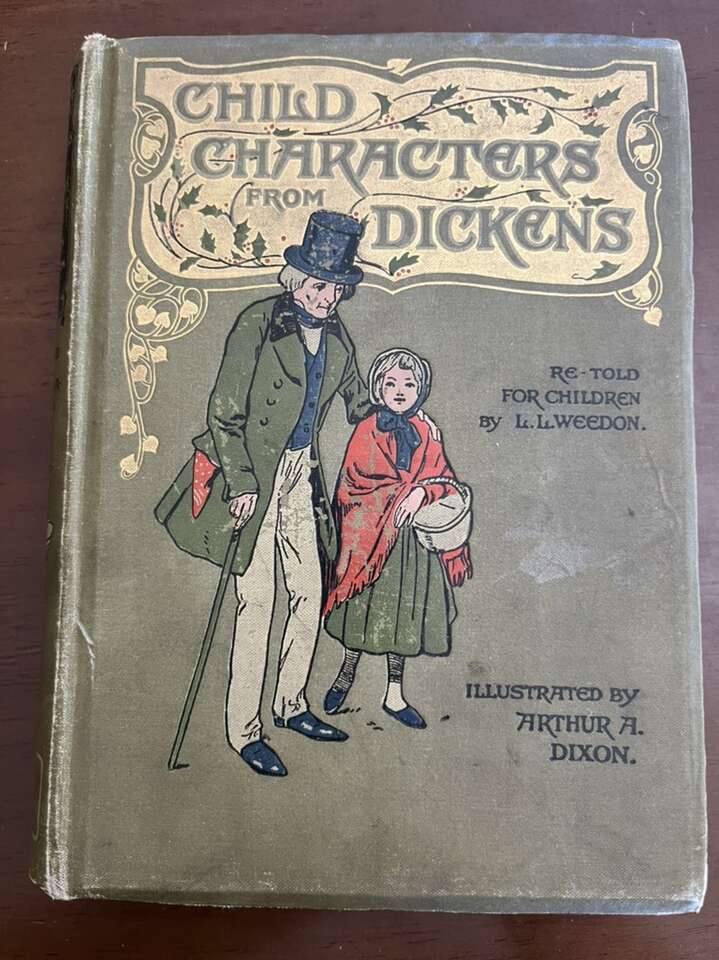 CHILD
CHARACTERS
FROM DICKENS
RE-TOLD
FOR CHILDREN
BY L. L. WEEDON.
ILLUSTRATED BY
ARTHUR A.
DIXON.